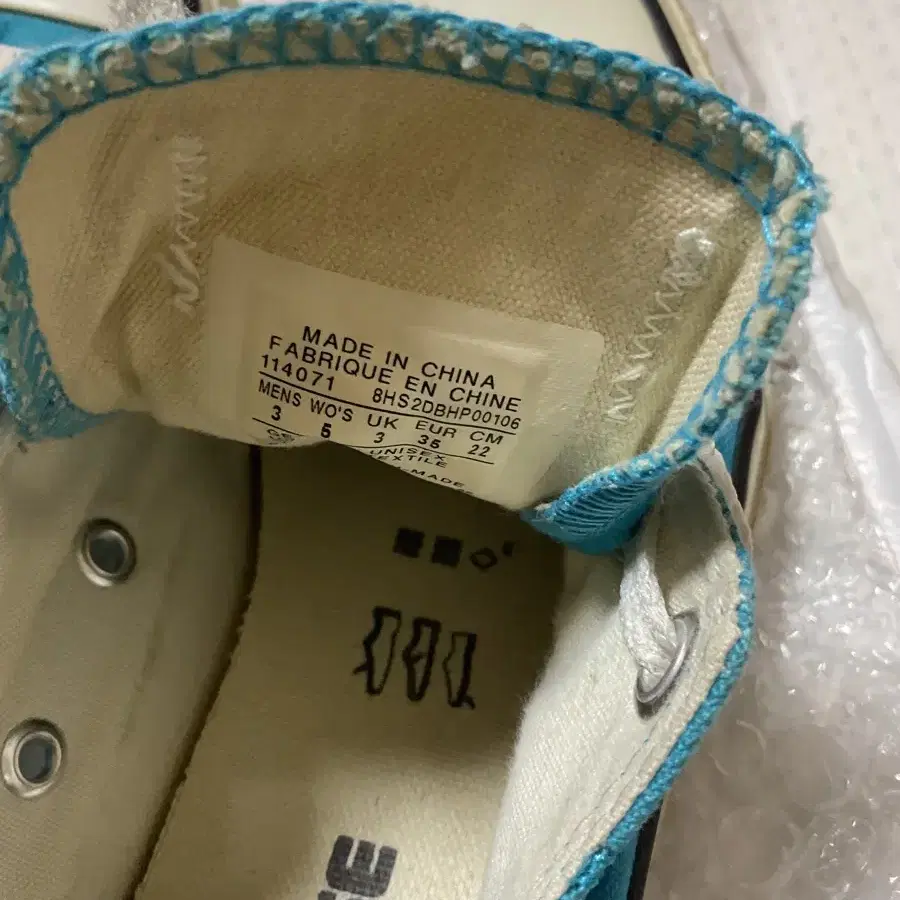 MADE IN CHINA
FABRIQUE EN CHINE
114071 8HS2DBHP00106
MENS WO'S UK EUR CM
3 5 3 35 22
UNISEX